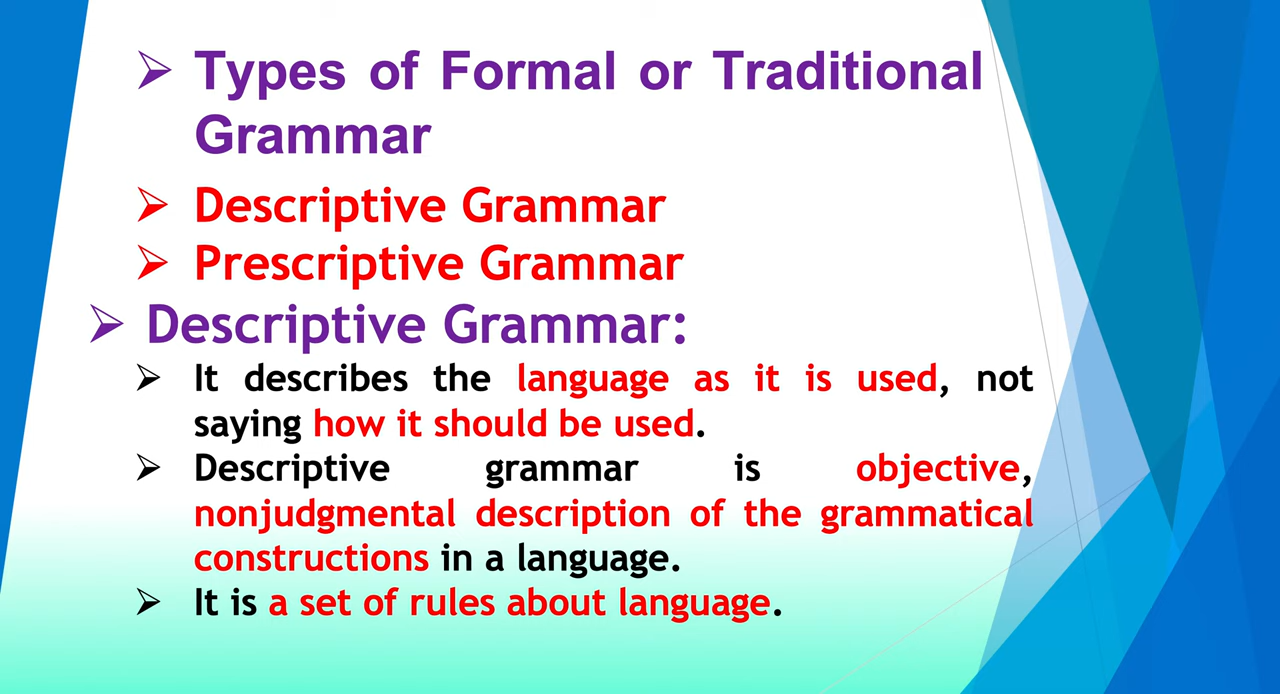 Types of Formal or Traditional
Grammar
Descriptive Grammar
Prescriptive Grammar
Descriptive Grammar:
It describes the language as it is used, not
saying how it should be used.
Descriptive grammar is objective,
nonjudgmental description of the grammatical
constructions in a language.
It is a set of rules about language.